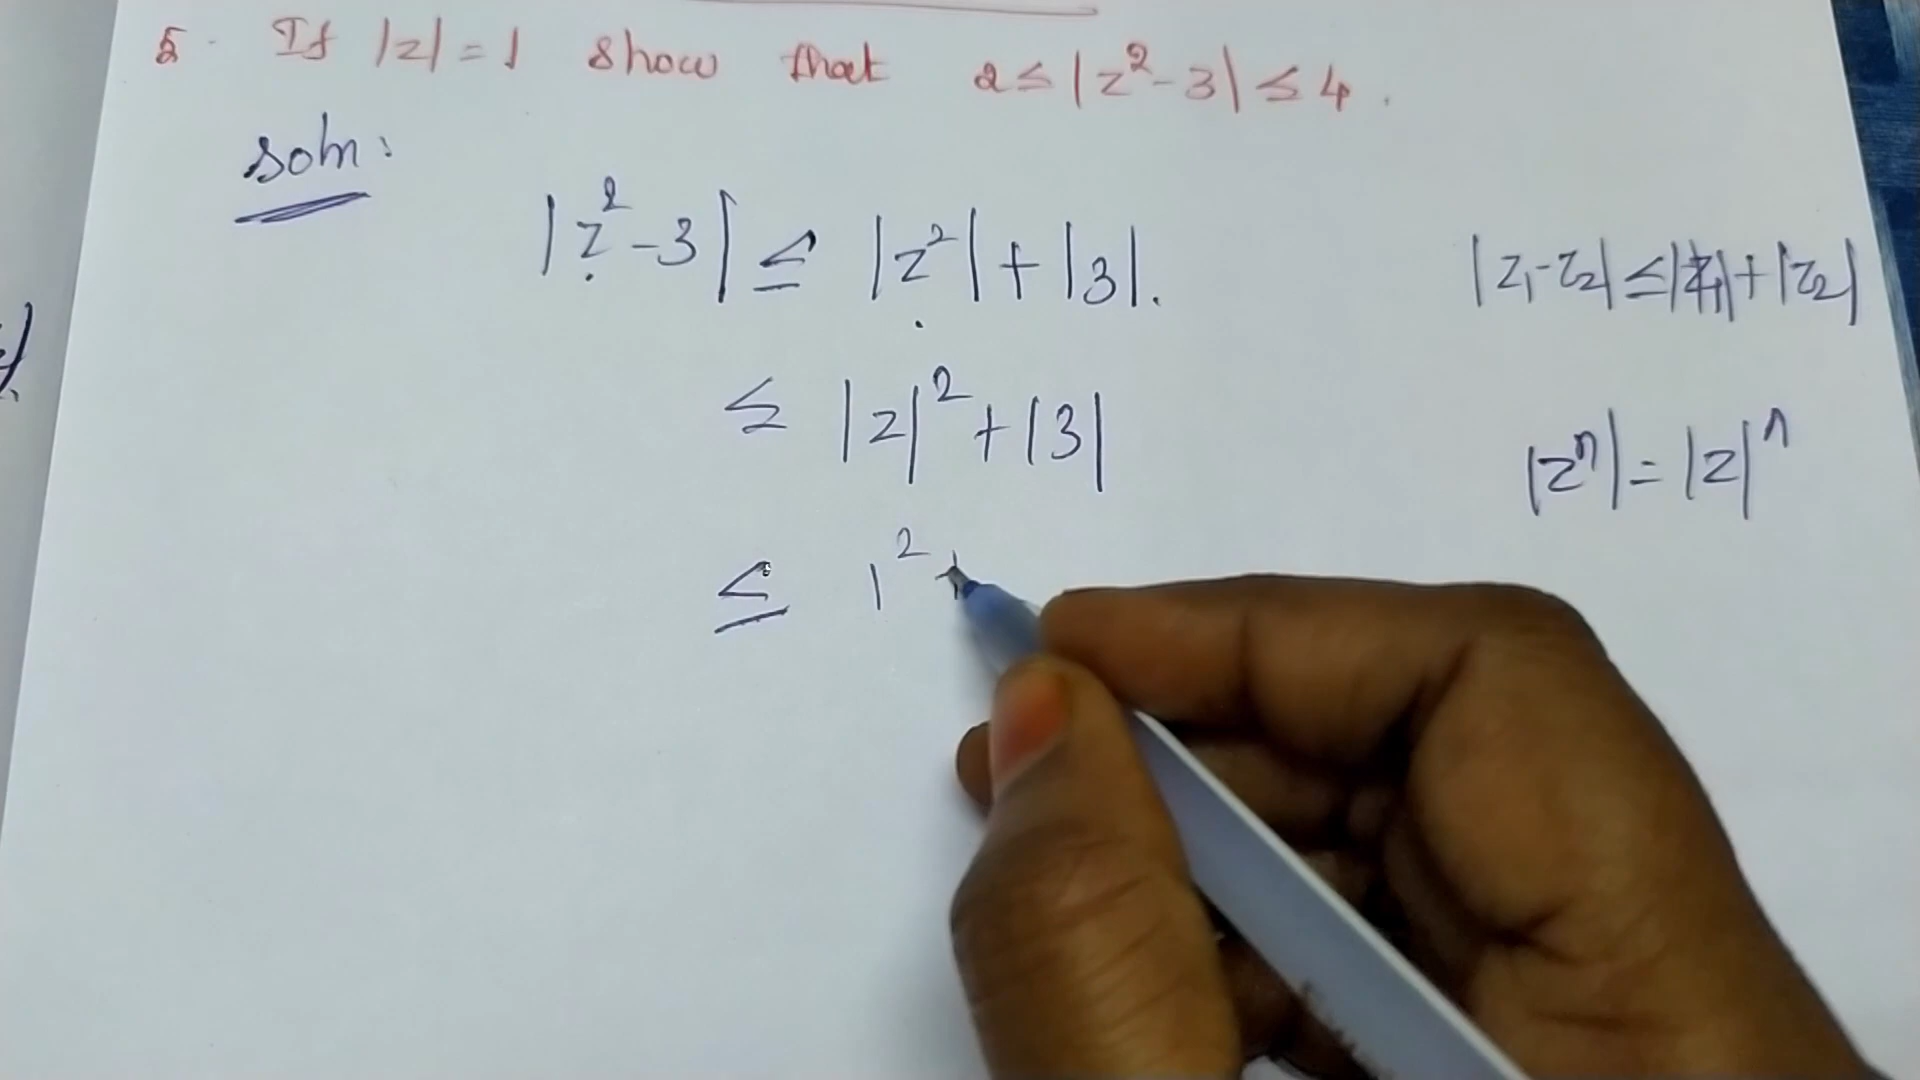 5. If |z| = 1 show that 2 ≤ |z² - 3| ≤ 4.
soln:
|z² - 3| ≤ |z²| + |3|.
|z₁ - z₂| ≤ |z₁| + |z₂|
≤ |z|² + |3|
|zⁿ| = |z|ⁿ
≤ 1² +